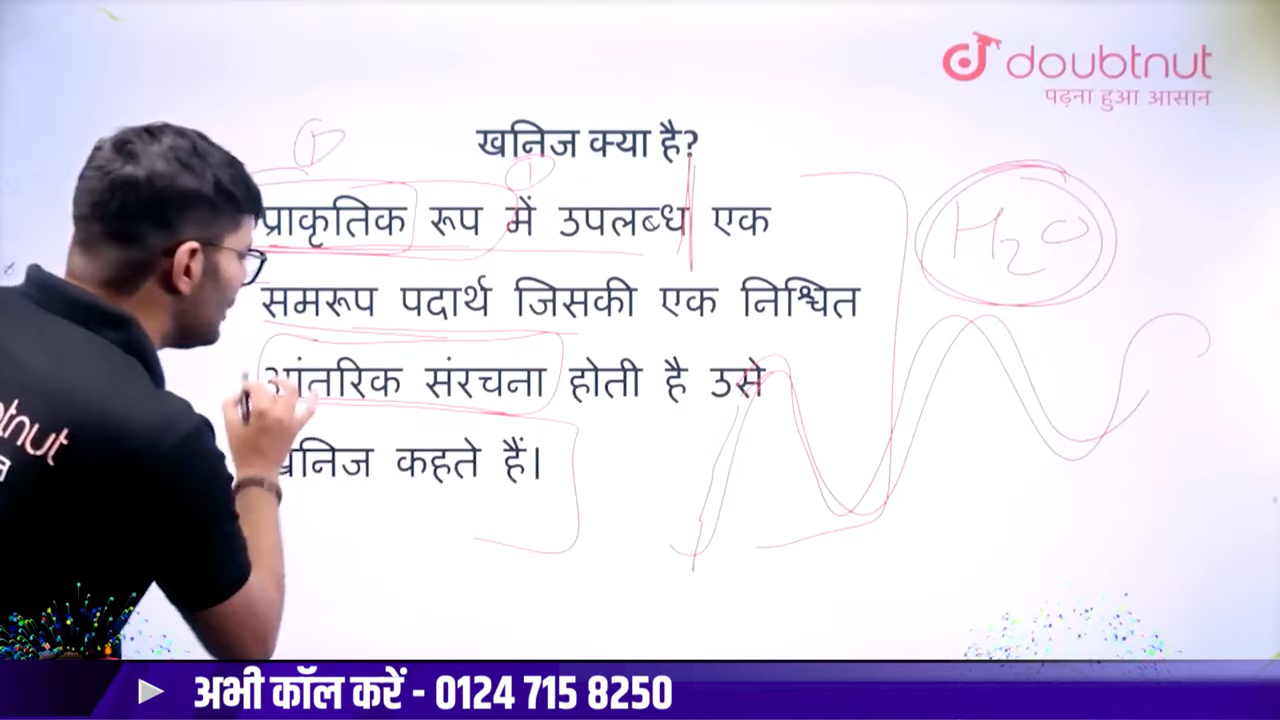 doubtnut
पढ़ना हुआ आसान
खनिज क्या है?
प्राकृतिक रूप में उपलब्ध एक
समरूप पदार्थ जिसकी एक निश्चित
आंतरिक संरचना होती है उसे
खनिज कहते हैं।
H₂O
tnut
अभी कॉल करें - 0124 715 8250